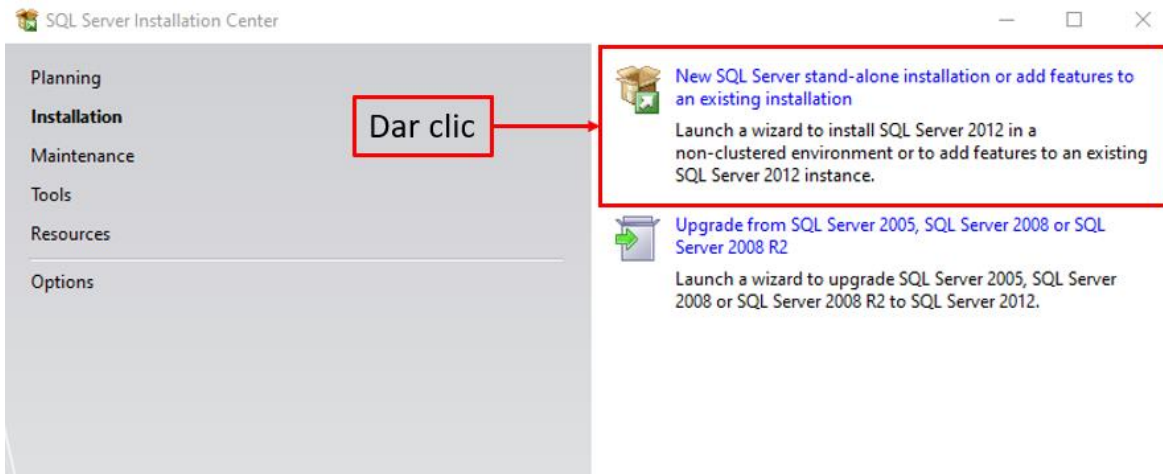 SQL Server Installation Center
Planning
Installation
Maintenance
Tools
Resources
Options
Dar clic
New SQL Server stand-alone installation or add features to
an existing installation
Launch a wizard to install SQL Server 2012 in a
non-clustered environment or to add features to an existing
SQL Server 2012 instance.
Upgrade from SQL Server 2005, SQL Server 2008 or SQL
Server 2008 R2
Launch a wizard to upgrade SQL Server 2005, SQL Server
2008 or SQL Server 2008 R2 to SQL Server 2012.